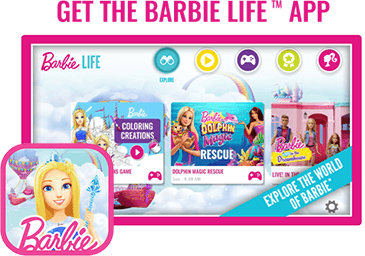 GET THE BARBIE LIFE™ APP
Barbie LIFE
EXPLORE
Barbie
COLORING
CREATIONS
Barbie
DOLPHIN
Magic
RESCUE
Barbie
Dreamhouse
GAME
DOLPHIN MAGIC RESCUE
LIVE! IN THE
EXPLORE THE WORLD
OF BARBIE®
Barbie